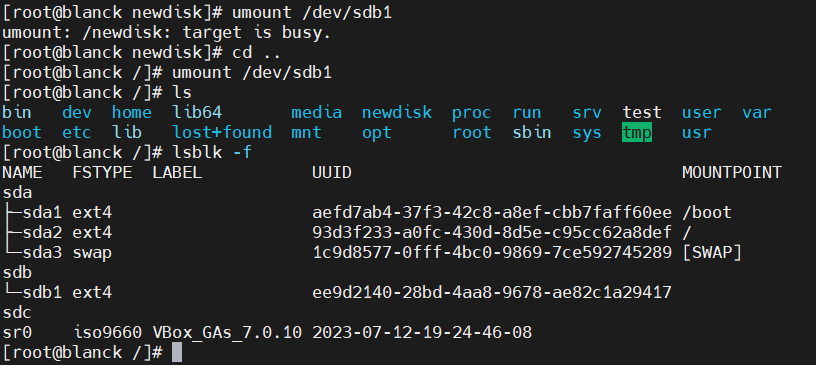 [root@blanck newdisk]# umount /dev/sdb1
umount: /newdisk: target is busy.
[root@blanck newdisk]# cd ..
[root@blanck /]# umount /dev/sdb1
[root@blanck /]# ls
bin   dev  home  lib64       media  newdisk  proc  run   srv  test  user  var
boot  etc  lib   lost+found  mnt    opt      root  sbin  sys  tmp   usr
[root@blanck /]# lsblk -f
NAME   FSTYPE  LABEL           UUID                                 MOUNTPOINT
sda
├─sda1 ext4                    aefd7ab4-37f3-42c8-a8ef-cbb7faff60ee /boot
├─sda2 ext4                    93d3f233-a0fc-430d-8d5e-c95cc62a8def /
└─sda3 swap                    1c9d8577-0fff-4bc0-9869-7ce592745289 [SWAP]
sdb
└─sdb1 ext4                    ee9d2140-28bd-4aa8-9678-ae82c1a29417
sdc
sr0    iso9660 VBox_GAs_7.0.10 2023-07-12-19-24-46-08
[root@blanck /]#